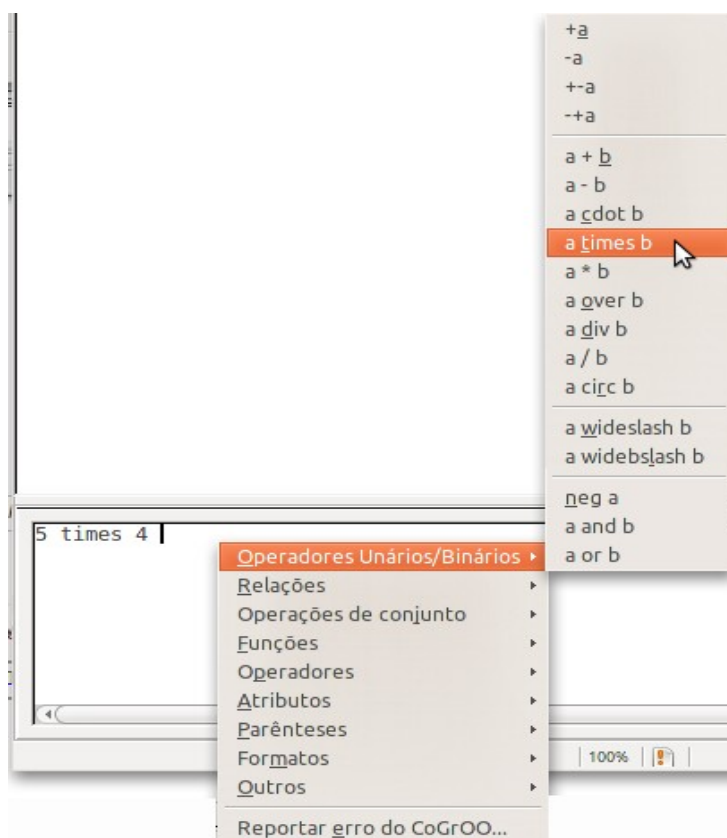 +a
-a
+-a
-+a
a + b
a - b
a cdot b
a times b
a * b
a over b
a div b
a / b
a circ b
a wideslash b
a widebslash b
neg a
a and b
a or b
5 times 4
Operadores Unários/Binários
Relações
Operações de conjunto
Funções
Operadores
Atributos
Parênteses
Formatos
Outros
100%
Reportar erro do CoGrOO...